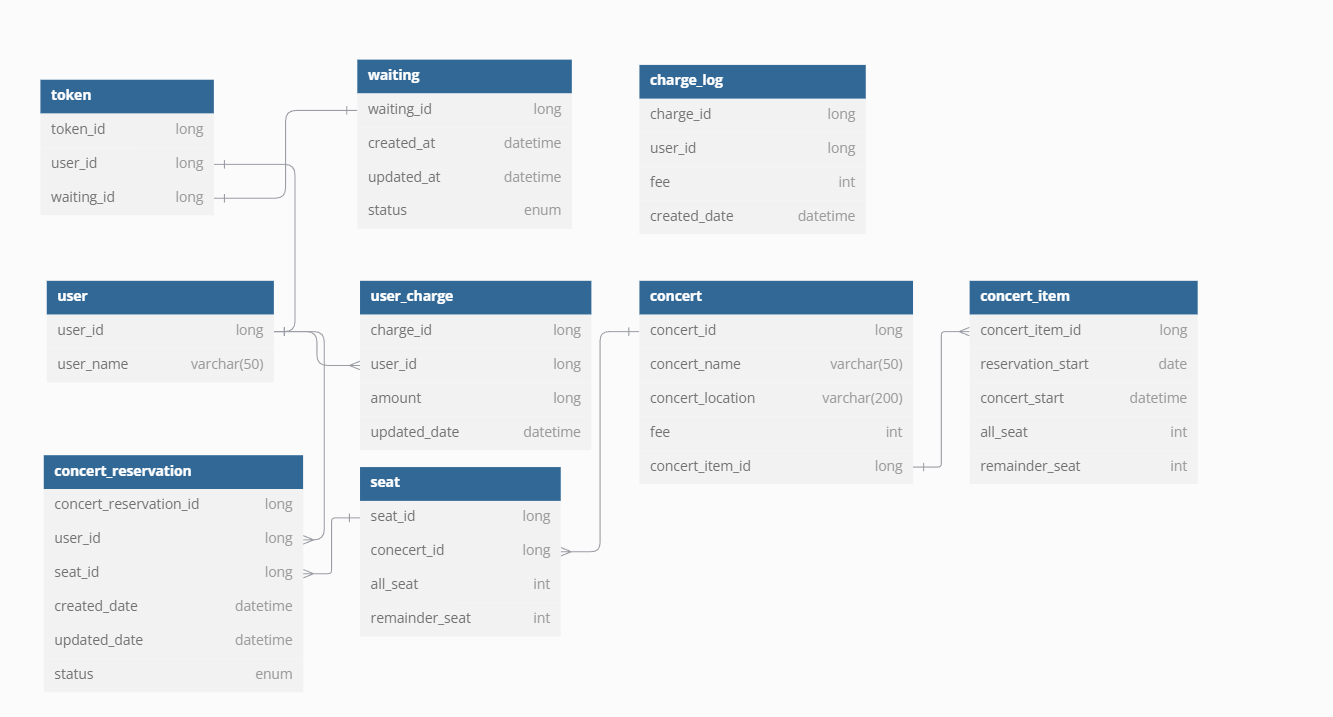 token
token_id long
user_id long
waiting_id long
waiting
waiting_id long
created_at datetime
updated_at datetime
status enum
charge_log
charge_id long
user_id long
fee int
created_date datetime
user
user_id long
user_name varchar(50)
user_charge
charge_id long
user_id long
amount long
updated_date datetime
concert
concert_id long
concert_name varchar(50)
concert_location varchar(200)
fee int
concert_item_id long
concert_item
concert_item_id long
reservation_start date
concert_start datetime
all_seat int
remainder_seat int
concert_reservation
concert_reservation_id long
user_id long
seat_id long
created_date datetime
updated_date datetime
status enum
seat
seat_id long
conecert_id long
all_seat int
remainder_seat int